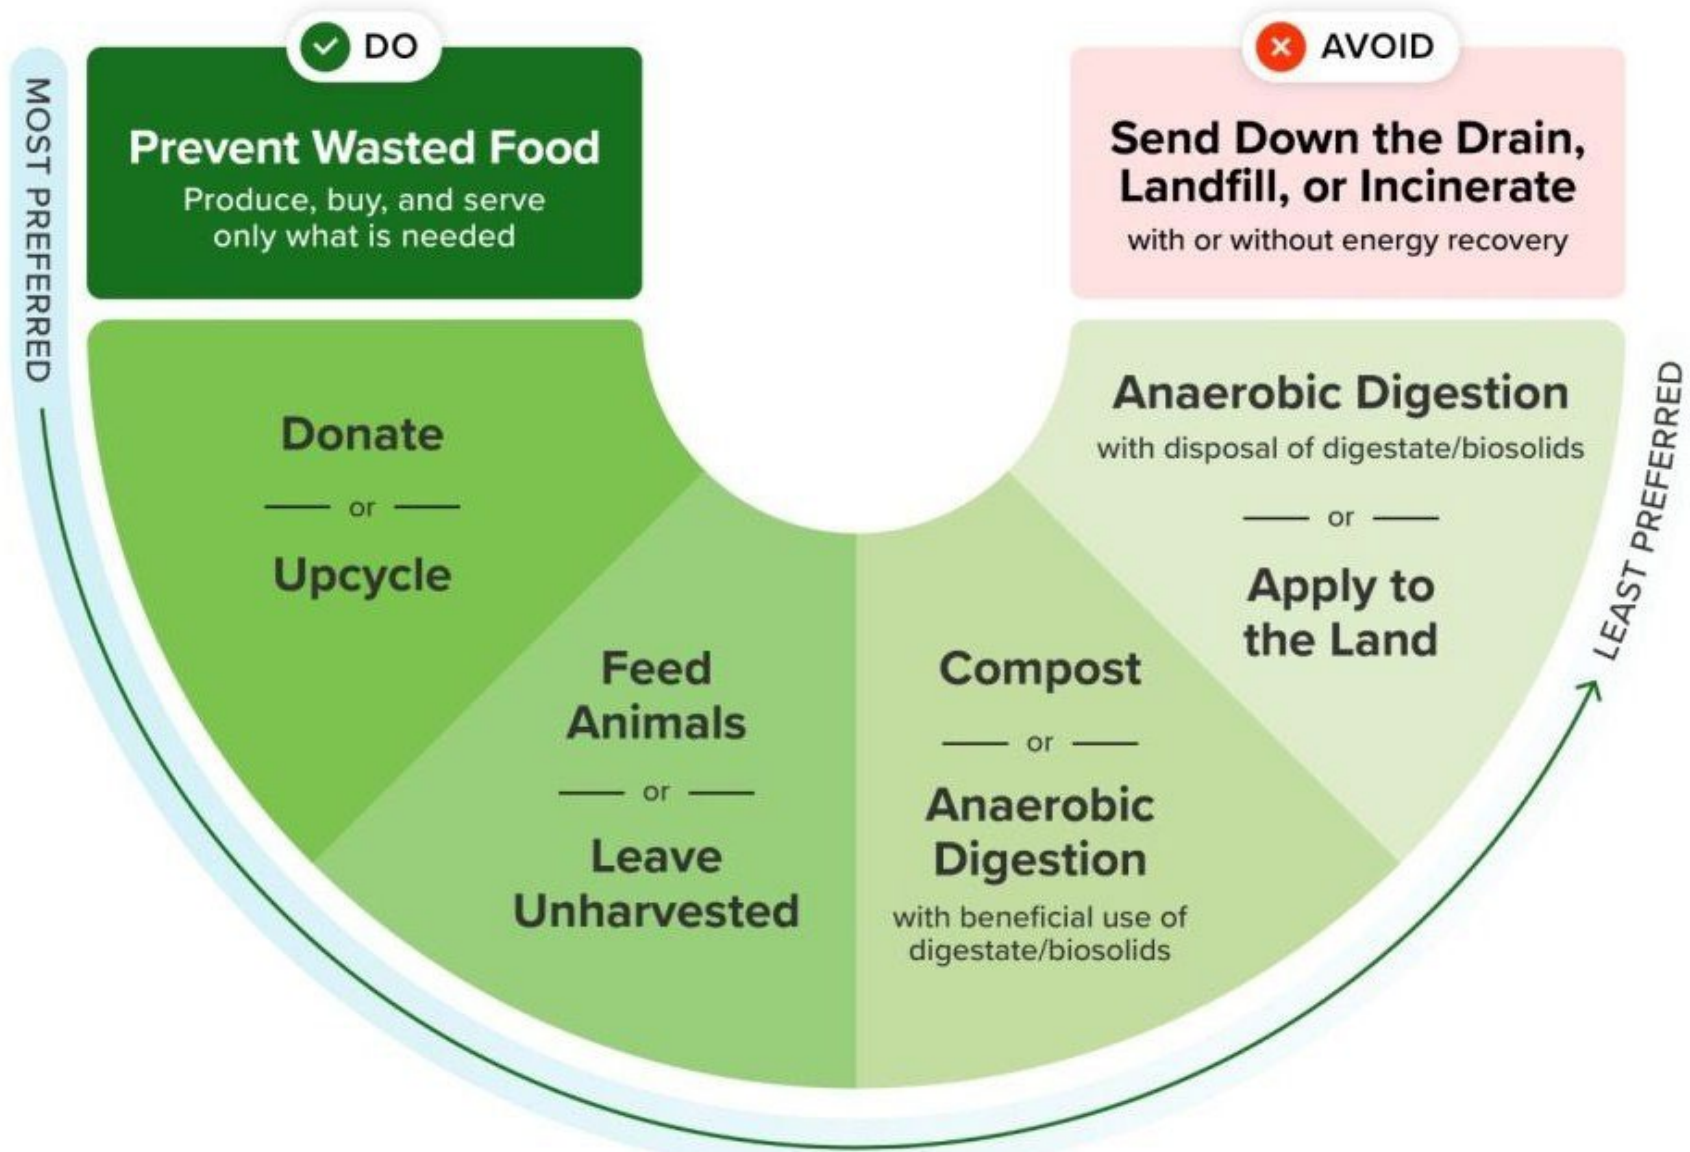 DO
Prevent Wasted Food
Produce, buy, and serve
only what is needed
MOST PREFERRED
Donate
or
Upcycle
Feed
Animals
or
Leave
Unharvested
Compost
or
Anaerobic
Digestion
with beneficial use of
digestate/biosolids
Anaerobic Digestion
with disposal of digestate/biosolids
or
Apply to
the Land
LEAST PREFERRED
AVOID
Send Down the Drain,
Landfill, or Incinerate
with or without energy recovery